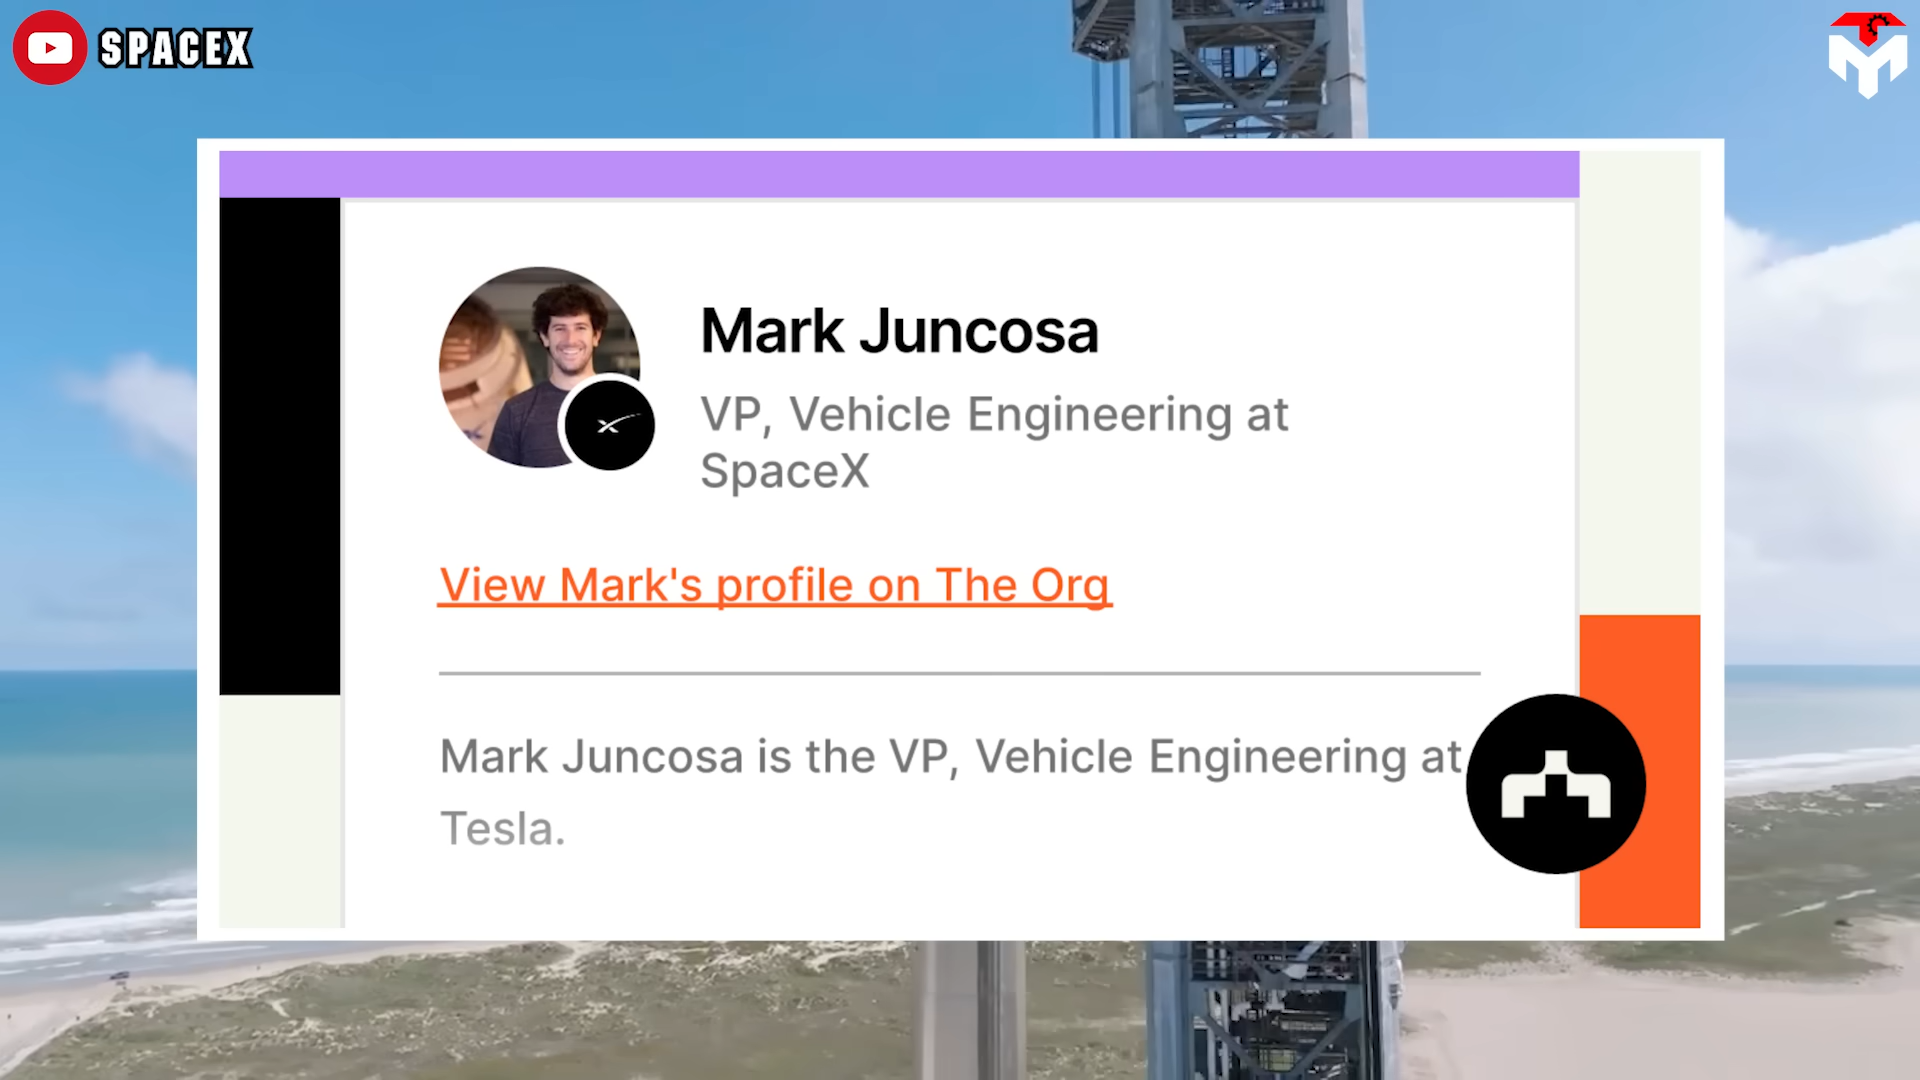 SPACEX
Mark Juncosa
VP, Vehicle Engineering at
SpaceX
View Mark's profile on The Org
Mark Juncosa is the VP, Vehicle Engineering at
Tesla.